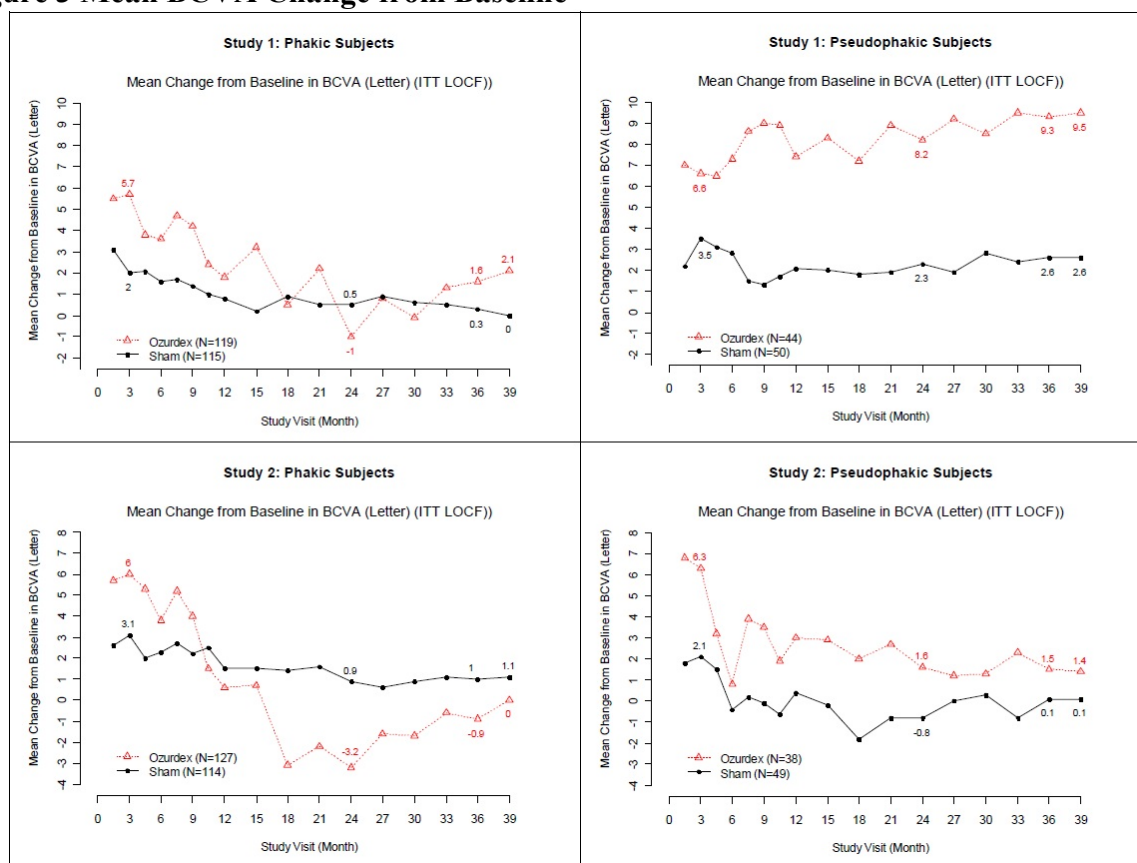 Figure 3 Mean BCVA Change from Baseline
Study 1: Phakic Subjects
Mean Change from Baseline in BCVA (Letter) (ITT LOCF))
Mean Change from Baseline in BCVA (Letter)
10
9
8
7
6
5
4
3
2
1
0
-1
-2
5.7
2
0.5
-1
1.6
2.1
0.3
0
Ozurdex (N=119)
Sham (N=115)
0 3 6 9 12 15 18 21 24 27 30 33 36 39
Study Visit (Month)
Study 1: Pseudophakic Subjects
Mean Change from Baseline in BCVA (Letter) (ITT LOCF))
Mean Change from Baseline in BCVA (Letter)
10
9
8
7
6
5
4
3
2
1
0
-1
-2
6.6
3.5
8.2
2.3
9.3
9.5
2.6
2.6
Ozurdex (N=44)
Sham (N=50)
0 3 6 9 12 15 18 21 24 27 30 33 36 39
Study Visit (Month)
Study 2: Phakic Subjects
Mean Change from Baseline in BCVA (Letter) (ITT LOCF))
Mean Change from Baseline in BCVA (Letter)
8
7
6
5
4
3
2
1
0
-1
-2
-3
-4
6
3.1
0.9
-3.2
1
1.1
-0.9
0
Ozurdex (N=127)
Sham (N=114)
0 3 6 9 12 15 18 21 24 27 30 33 36 39
Study Visit (Month)
Study 2: Pseudophakic Subjects
Mean Change from Baseline in BCVA (Letter) (ITT LOCF))
Mean Change from Baseline in BCVA (Letter)
8
7
6
5
4
3
2
1
0
-1
-2
-3
-4
6.3
2.1
1.6
-0.8
1.5
1.4
0.1
0.1
Ozurdex (N=38)
Sham (N=49)
0 3 6 9 12 15 18 21 24 27 30 33 36 39
Study Visit (Month)